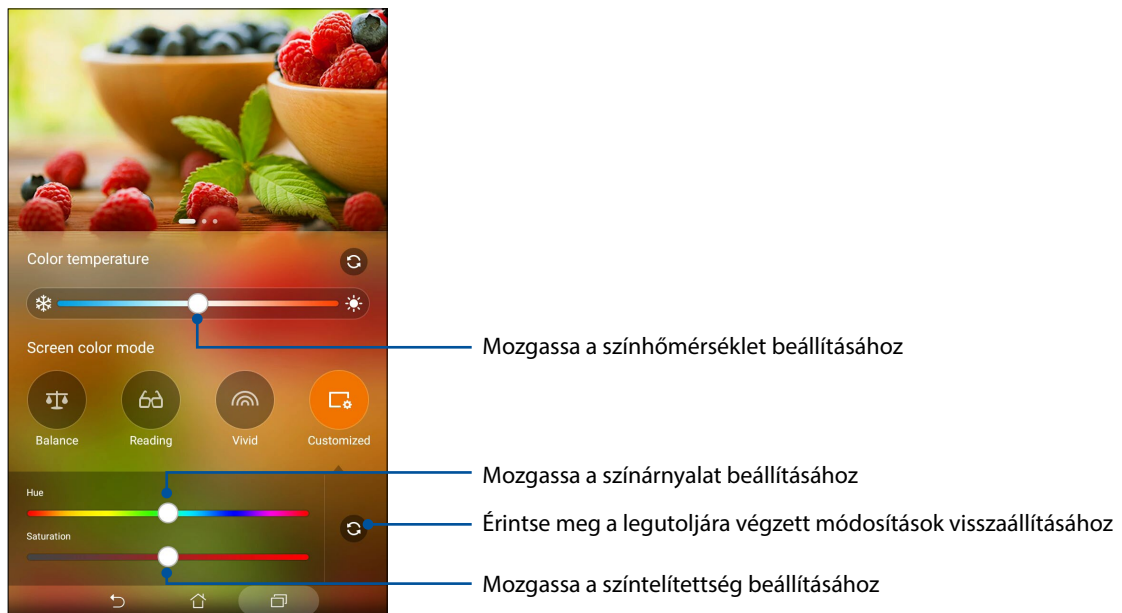 Color temperature
Mozgassa a színhőmérséklet beállításához
Screen color mode
Balance
Reading
Vivid
Customized
Mozgassa a színárnyalat beállításához
Hue
Érintse meg a legutoljára végzett módosítások visszaállításához
Saturation
Mozgassa a színtelítettség beállításához